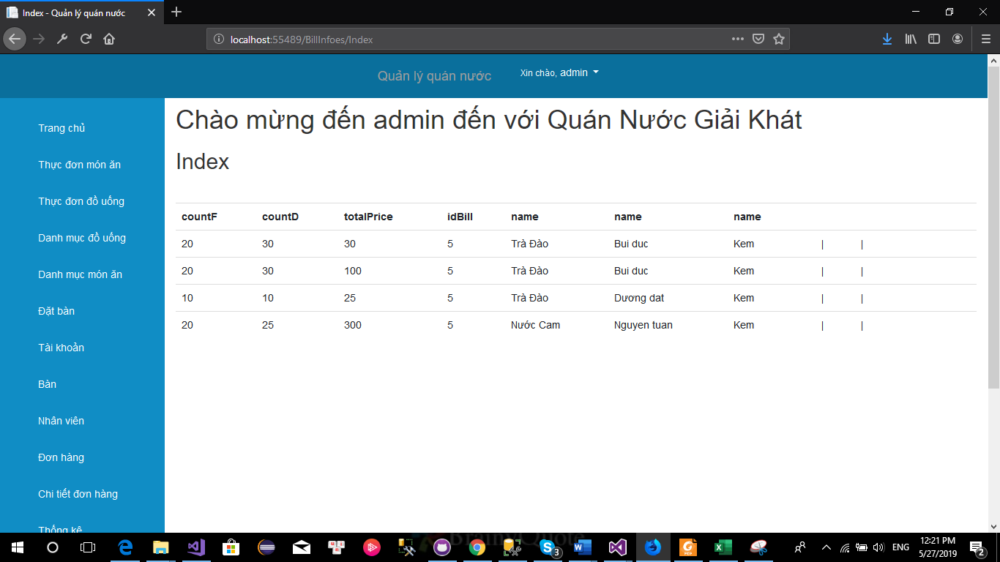 Index - Quản lý quán nước
localhost:55489/BillInfoes/Index
Quản lý quán nước
Xin chào, admin
Trang chủ
Thực đơn món ăn
Thực đơn đồ uống
Danh mục đồ uống
Danh mục món ăn
Đặt bàn
Tài khoản
Bàn
Nhân viên
Đơn hàng
Chi tiết đơn hàng
Thống kê
Chào mừng đến admin đến với Quán Nước Giải Khát
Index
countF countD totalPrice idBill name name name
20 30 30 5 Trà Đào Bui duc Kem | |
20 30 100 5 Trà Đào Bui duc Kem | |
10 10 25 5 Trà Đào Dương dat Kem | |
20 25 300 5 Nước Cam Nguyen tuan Kem | |
3
ENG
12:21 PM
5/27/2019
2